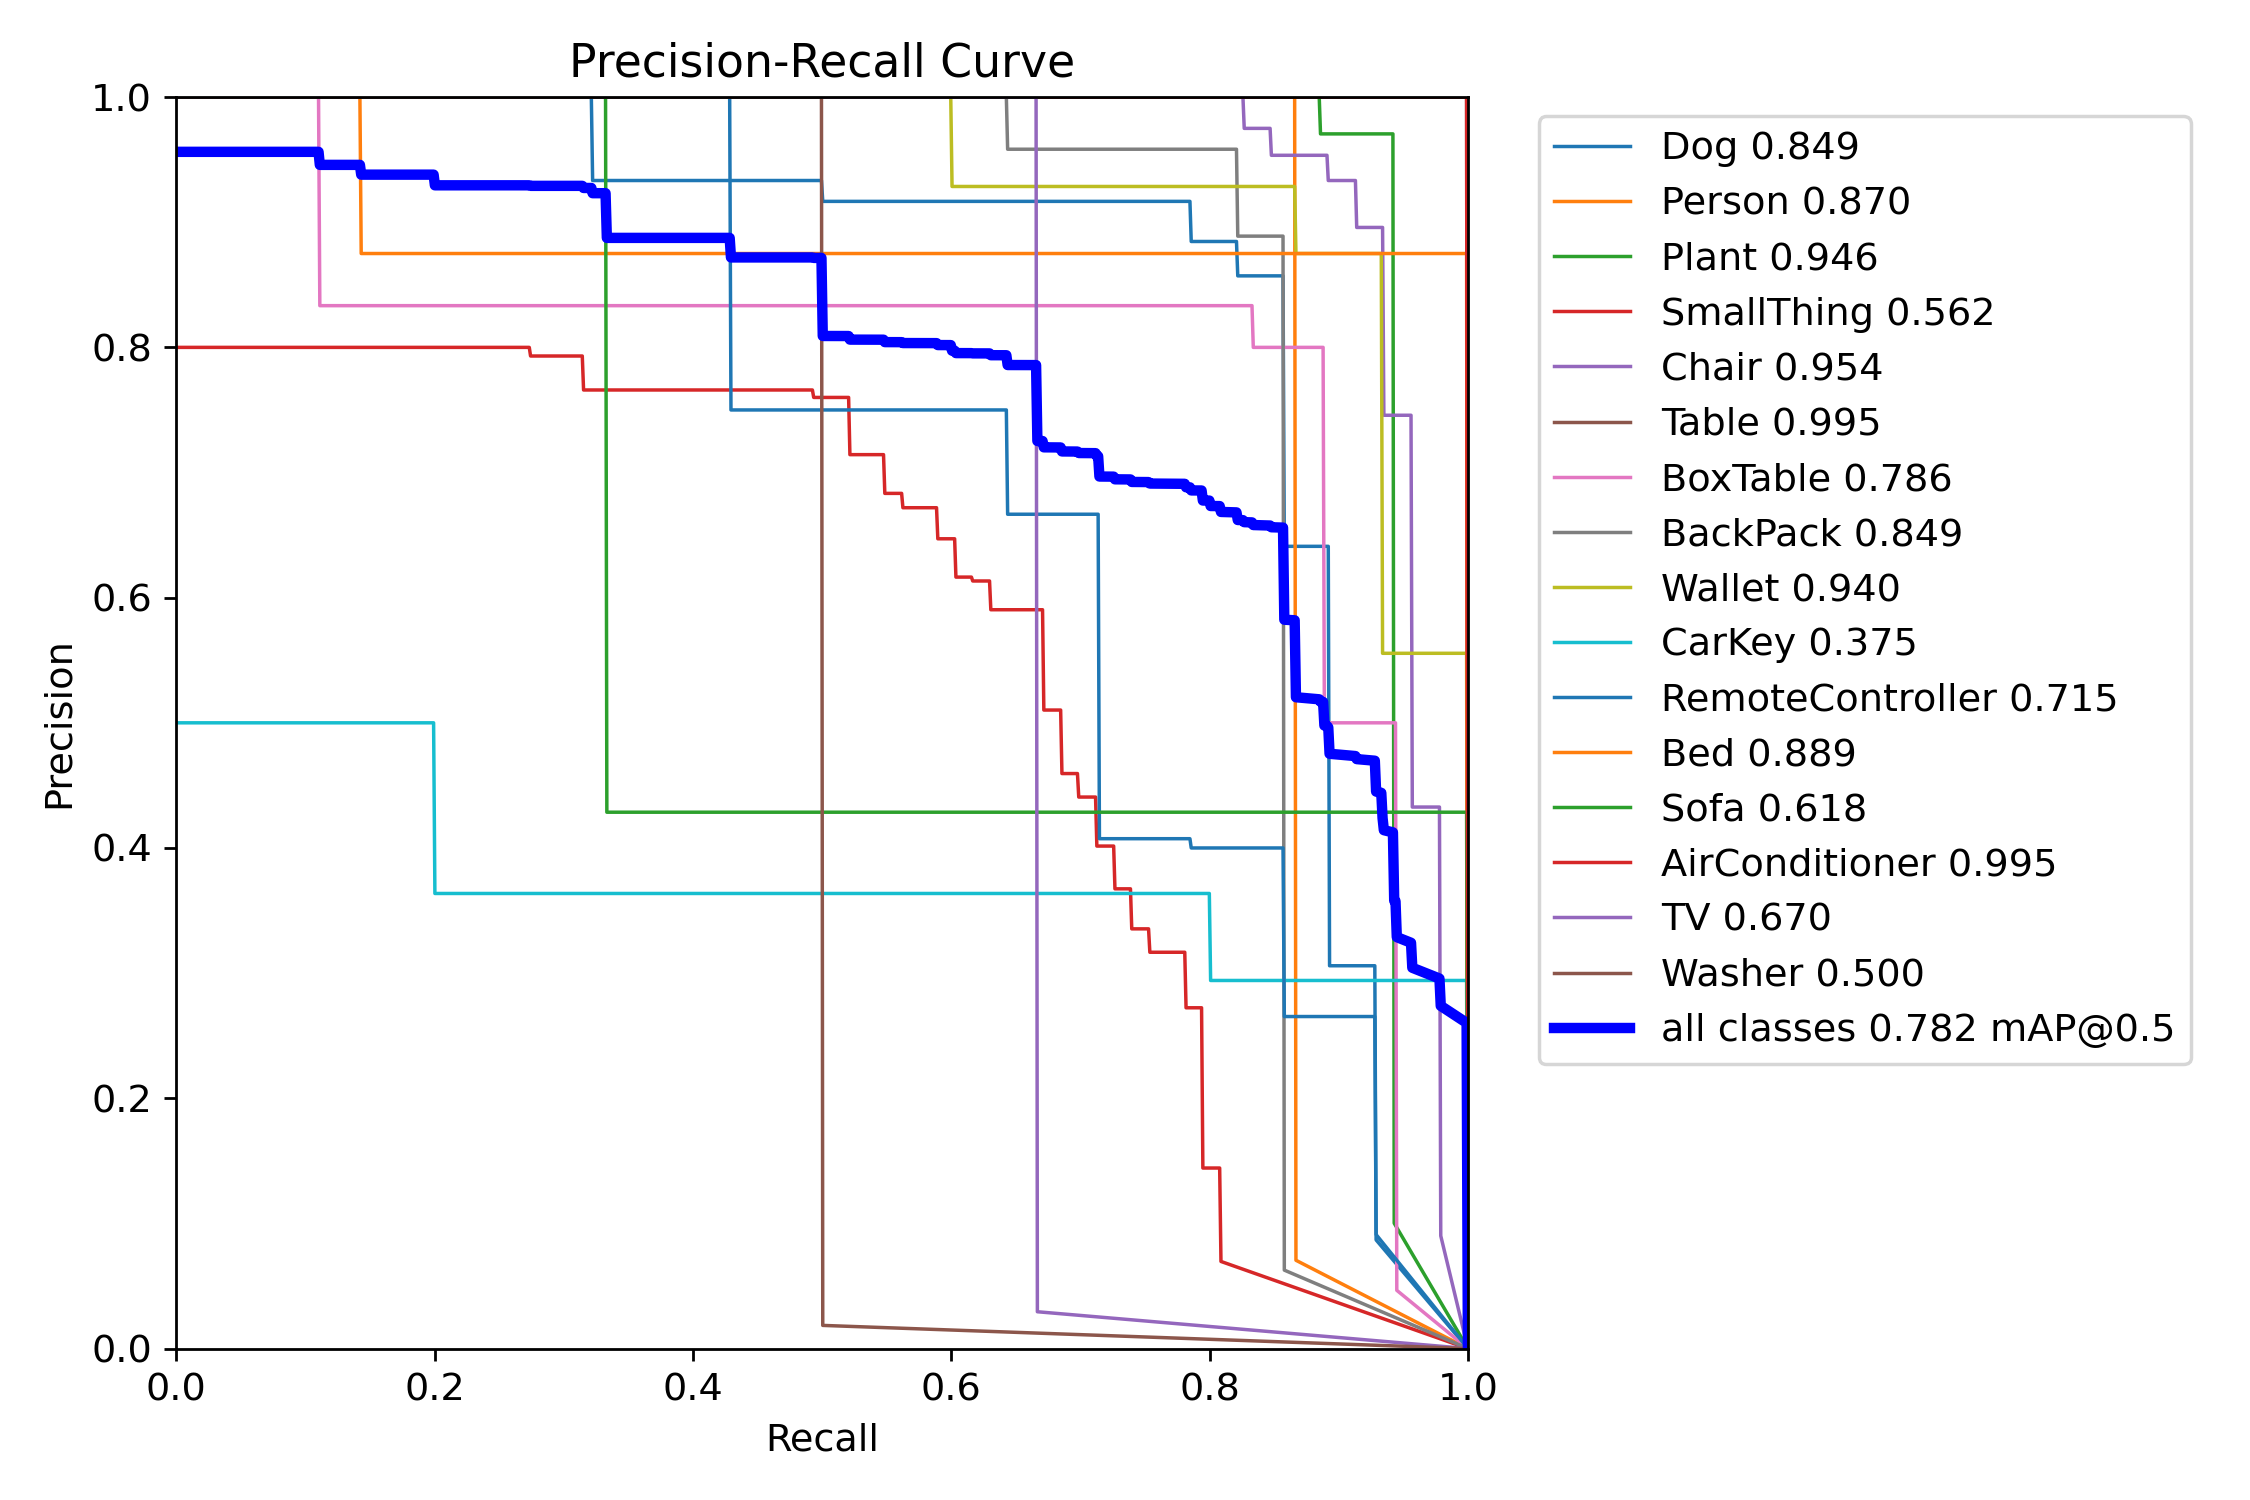 Precision-Recall Curve
1.0
0.8
0.6
0.4
0.2
0.0
Precision
0.0 0.2 0.4 0.6 0.8 1.0
Recall
Dog 0.849
Person 0.870
Plant 0.946
SmallThing 0.562
Chair 0.954
Table 0.995
BoxTable 0.786
BackPack 0.849
Wallet 0.940
CarKey 0.375
RemoteController 0.715
Bed 0.889
Sofa 0.618
AirConditioner 0.995
TV 0.670
Washer 0.500
all classes 0.782 mAP@0.5